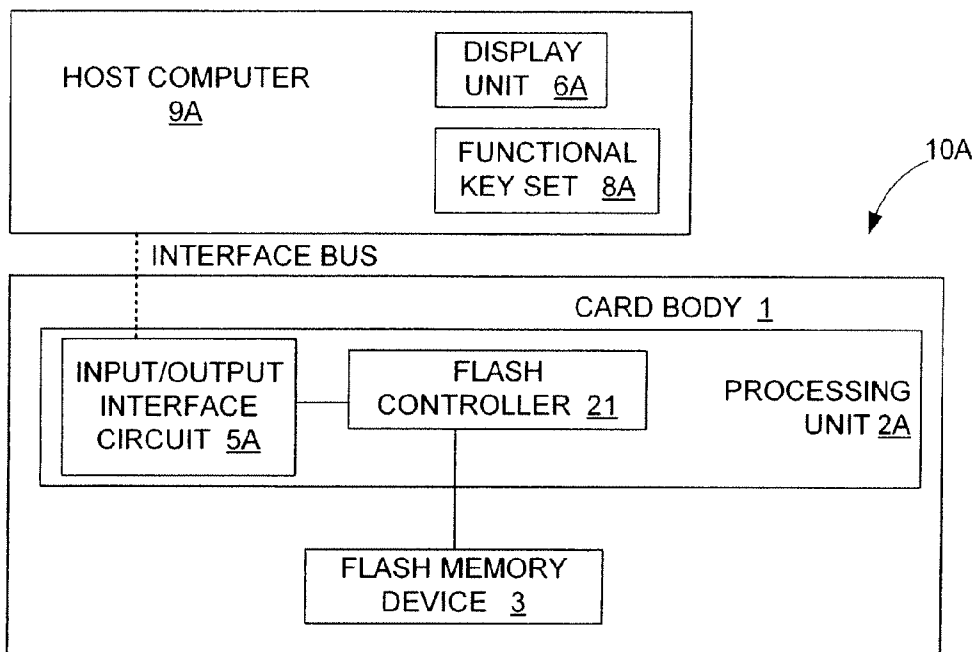 HOST COMPUTER
9A
DISPLAY
UNIT 6A
FUNCTIONAL
KEY SET 8A
10A
INTERFACE BUS
CARD BODY 1
INPUT/OUTPUT
INTERFACE
CIRCUIT 5A
FLASH
CONTROLLER 21
PROCESSING
UNIT 2A
FLASH MEMORY
DEVICE 3